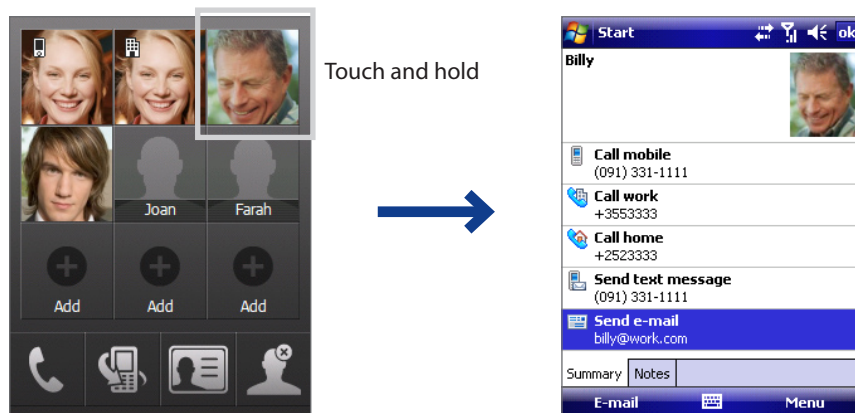 Touch and hold
Joan
Farah
Add
Add
Add
Start
ok
Billy
Call mobile
(091) 331-1111
Call work
+3553333
Call home
+2523333
Send text message
(091) 331-1111
Send e-mail
billy@work.com
Summary
Notes
E-mail
Menu